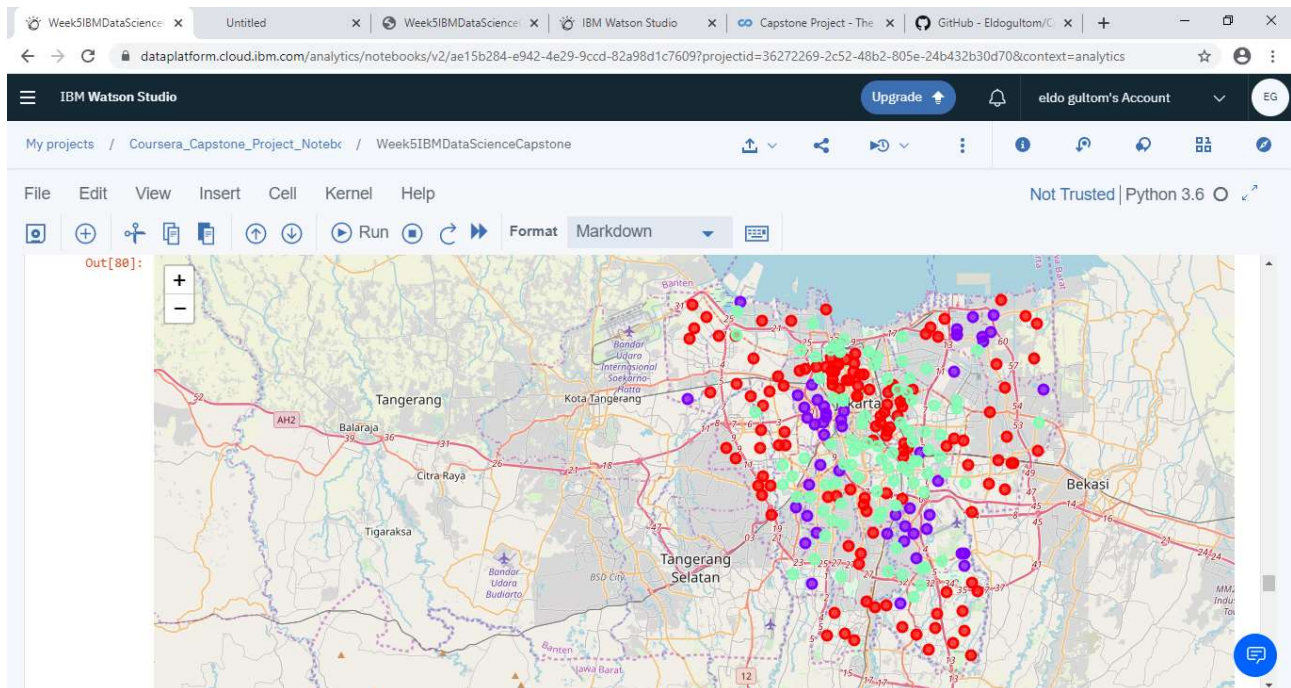 Week5IBMDataScience
Untitled
Week5IBMDataScience
IBM Watson Studio
Capstone Project - The
GitHub - Eldogultom/C
dataplatform.cloud.ibm.com/analytics/notebooks/v2/ae15b284-e942-4e29-9ccd-82a98d1c7609?projectid=36272269-2c52-48b2-805e-24b432b30d70&context=analytics
IBM Watson Studio
Upgrade
eldo gultom's Account
EG
My projects / Coursera_Capstone_Project_Notebo / Week5IBMDataScienceCapstone
File Edit View Insert Cell Kernel Help
Not Trusted | Python 3.6
Run
Format Markdown
Out[80]:
+
−
Banten
Bandar
Udara
Internasional
Soekarno-
Hatta
Tangerang
Kota Tangerang
AH2
Balaraja
Citra Raya
Bekasi
Tigaraksa
Tangerang
Selatan
Bandar
Udara
Budiarto
BSD City
Banten
Jawa Barat
12